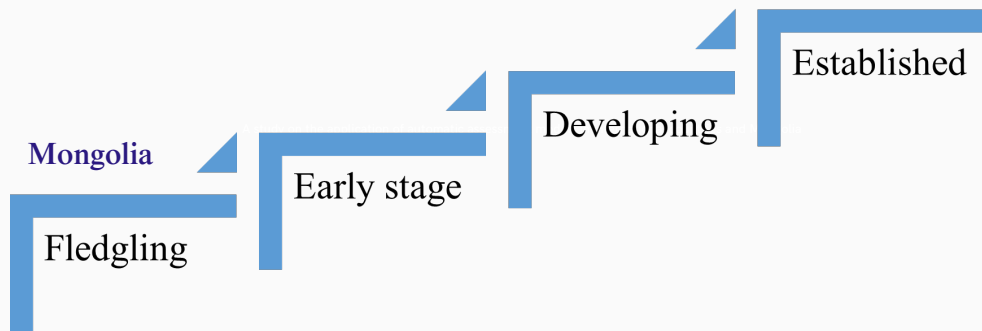 Mongolia
Fledgling
Early stage
Developing
Established